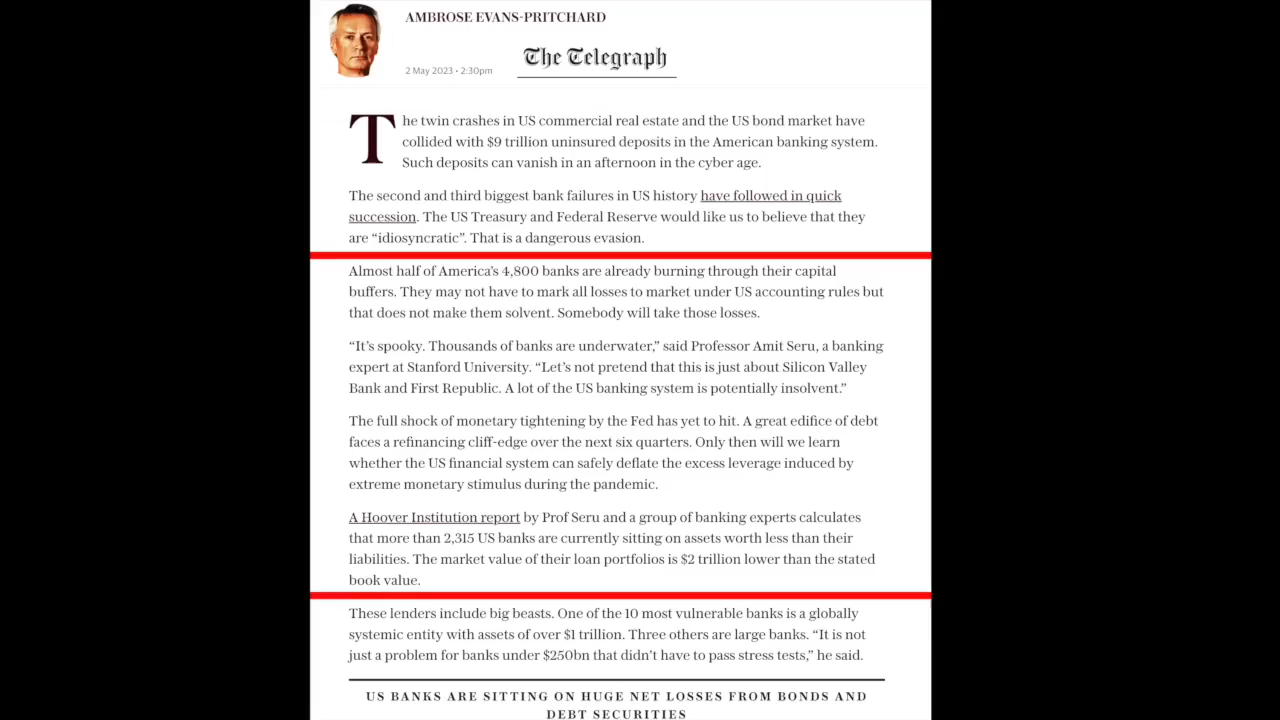 AMBROSE EVANS-PRITCHARD
The Telegraph
2 May 2023 • 2:30pm
The twin crashes in US commercial real estate and the US bond market have
collided with $9 trillion uninsured deposits in the American banking system.
Such deposits can vanish in an afternoon in the cyber age.
The second and third biggest bank failures in US history have followed in quick
succession. The US Treasury and Federal Reserve would like us to believe that they
are “idiosyncratic”. That is a dangerous evasion.
Almost half of America’s 4,800 banks are already burning through their capital
buffers. They may not have to mark all losses to market under US accounting rules but
that does not make them solvent. Somebody will take those losses.
“It’s spooky. Thousands of banks are underwater,” said Professor Amit Seru, a banking
expert at Stanford University. “Let’s not pretend that this is just about Silicon Valley
Bank and First Republic. A lot of the US banking system is potentially insolvent.”
The full shock of monetary tightening by the Fed has yet to hit. A great edifice of debt
faces a refinancing cliff-edge over the next six quarters. Only then will we learn
whether the US financial system can safely deflate the excess leverage induced by
extreme monetary stimulus during the pandemic.
A Hoover Institution report by Prof Seru and a group of banking experts calculates
that more than 2,315 US banks are currently sitting on assets worth less than their
liabilities. The market value of their loan portfolios is $2 trillion lower than the stated
book value.
These lenders include big beasts. One of the 10 most vulnerable banks is a globally
systemic entity with assets of over $1 trillion. Three others are large banks. “It is not
just a problem for banks under $250bn that didn’t have to pass stress tests,” he said.
US BANKS ARE SITTING ON HUGE NET LOSSES FROM BONDS AND
DEBT SECURITIES